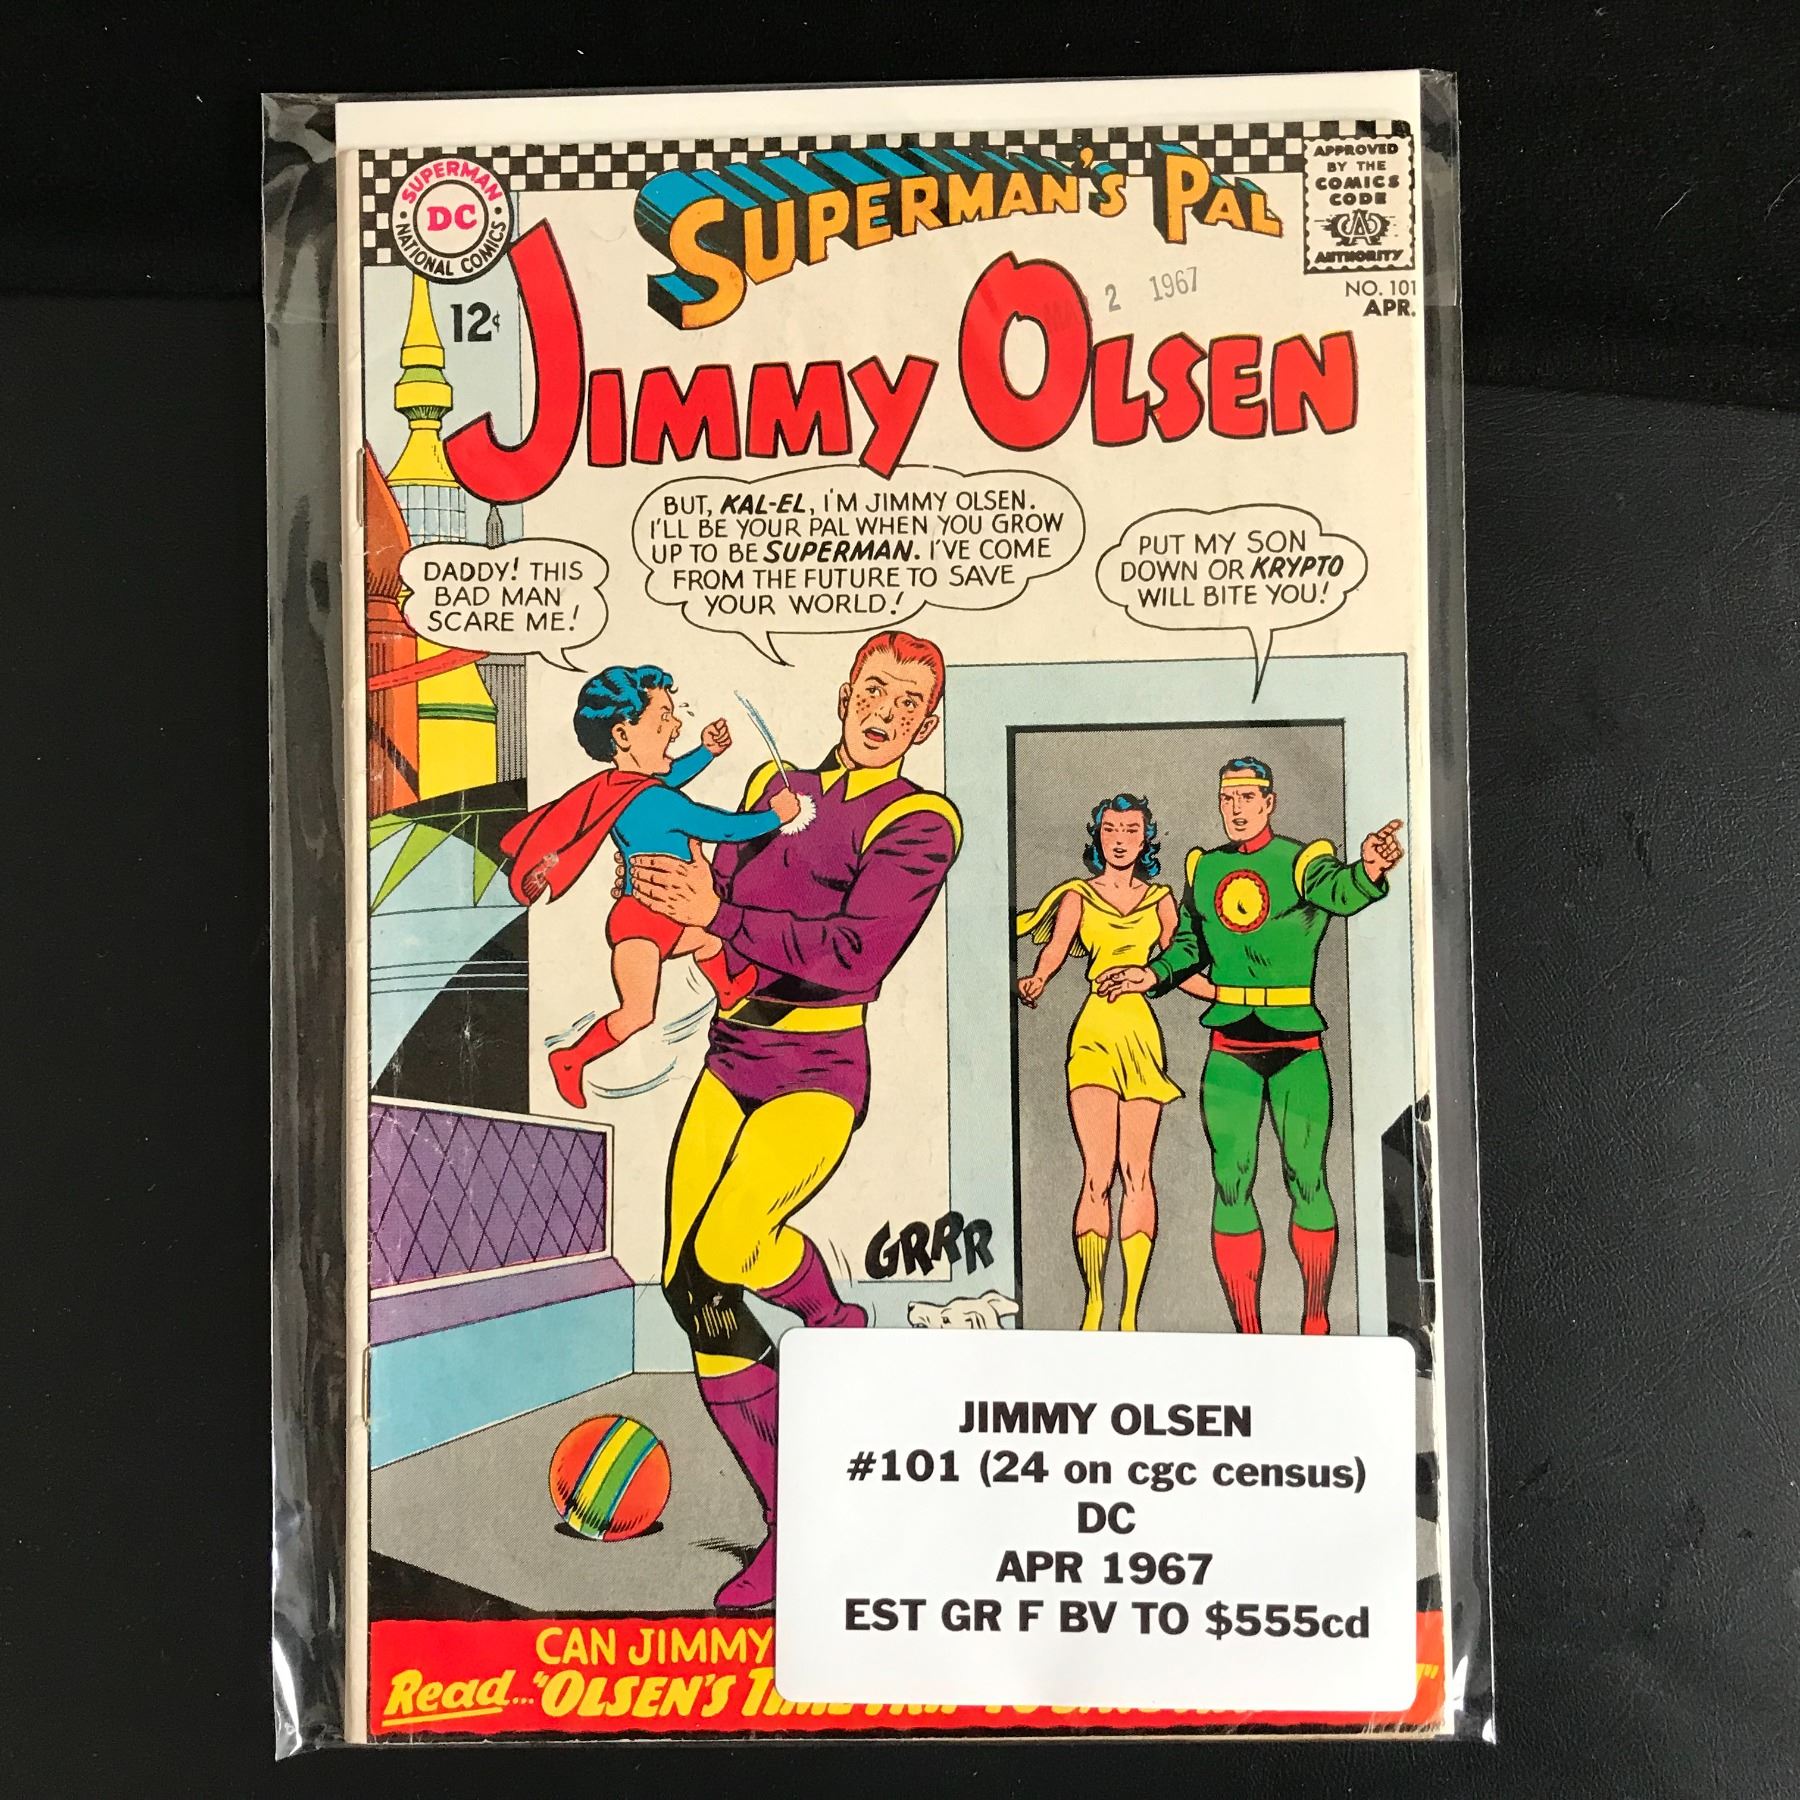 SUPERMAN
DC
NATIONAL COMICS
SUPERMAN'S PAL
JIMMY OLSEN
APPROVED
BY THE
COMICS
CODE
AUTHORITY
NO. 101
APR.
12¢
2 1967
BUT, KAL-EL, I'M JIMMY OLSEN.
I'LL BE YOUR PAL WHEN YOU GROW
UP TO BE SUPERMAN. I'VE COME
FROM THE FUTURE TO SAVE
YOUR WORLD!
DADDY! THIS
BAD MAN
SCARE ME!
PUT MY SON
DOWN OR KRYPTO
WILL BITE YOU!
GRRR
JIMMY OLSEN
#101 (24 on cgc census)
DC
APR 1967
EST GR F BV TO $555cd
CAN JIMMY
Read... "OLSEN'S